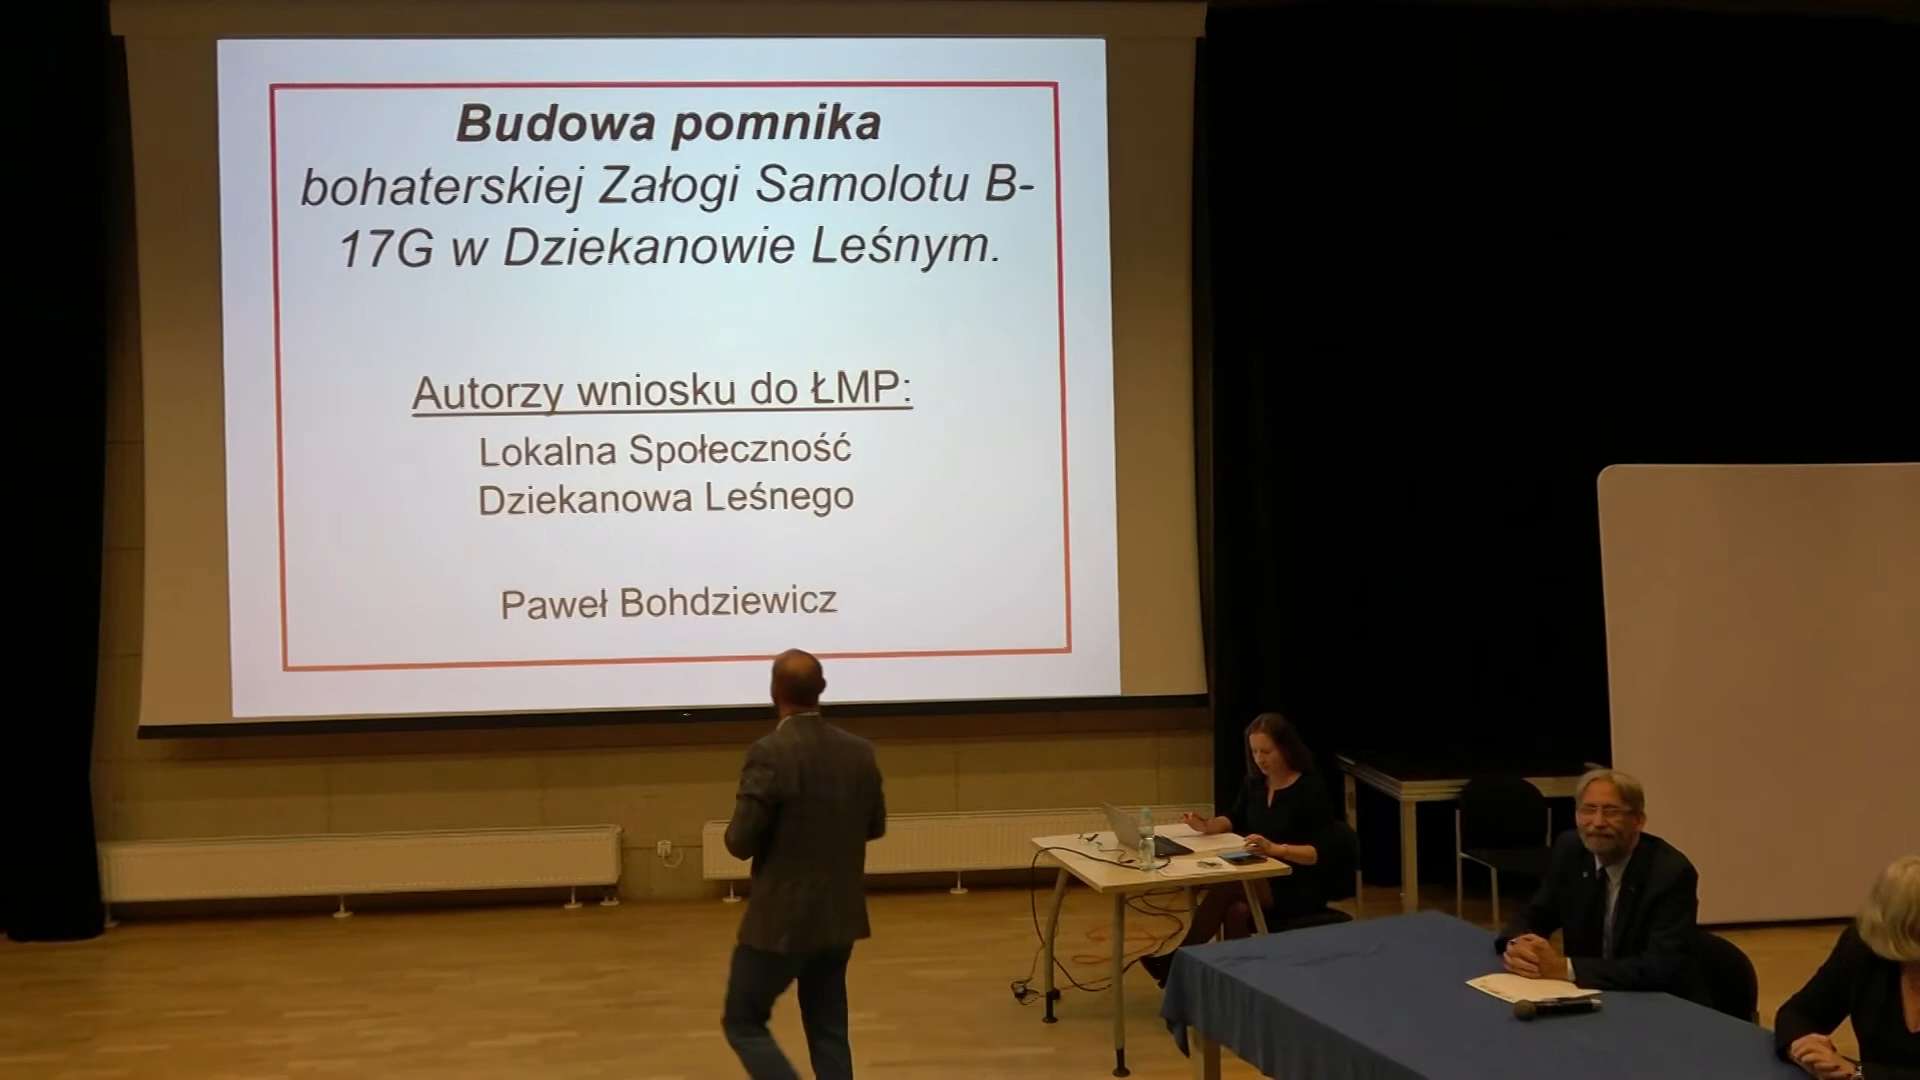 Budowa pomnika
bohaterskiej Załogi Samolotu B-
17G w Dziekanowie Leśnym.
Autorzy wniosku do ŁMP:
Lokalna Społeczność
Dziekanowa Leśnego
Paweł Bohdziewicz